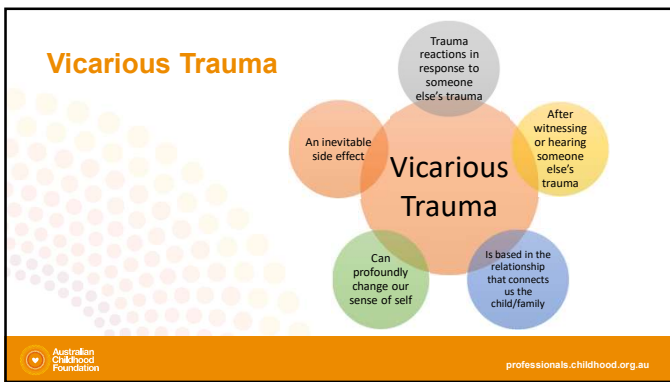 Vicarious Trauma
Trauma
reactions in
response to
someone
else's trauma
After
witnessing
or hearing
someone
else's
trauma
Is based in the
relationship
that connects
us the
child/family
Can
profoundly
change our
sense of self
An inevitable
side effect
Vicarious
Trauma
Australian
Childhood
Foundation
professionals.childhood.org.au